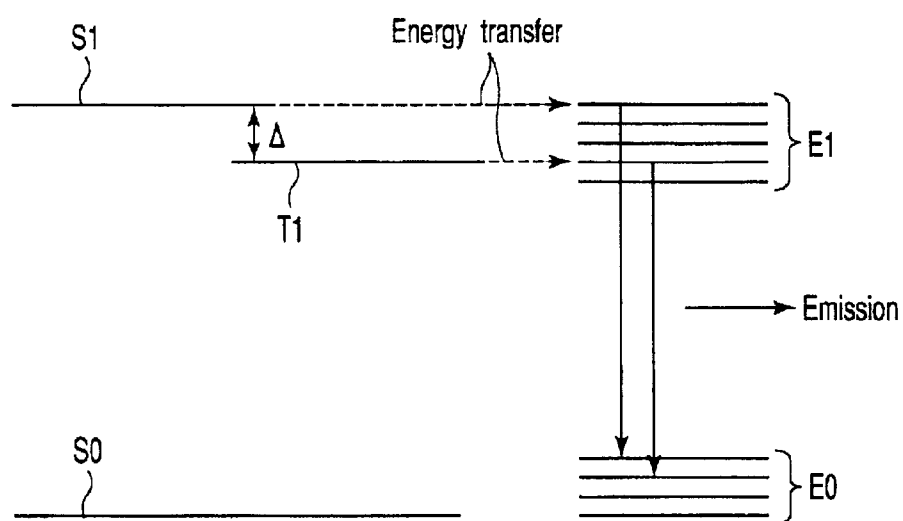 S1
Energy transfer
Δ
E1
T1
Emission
S0
E0